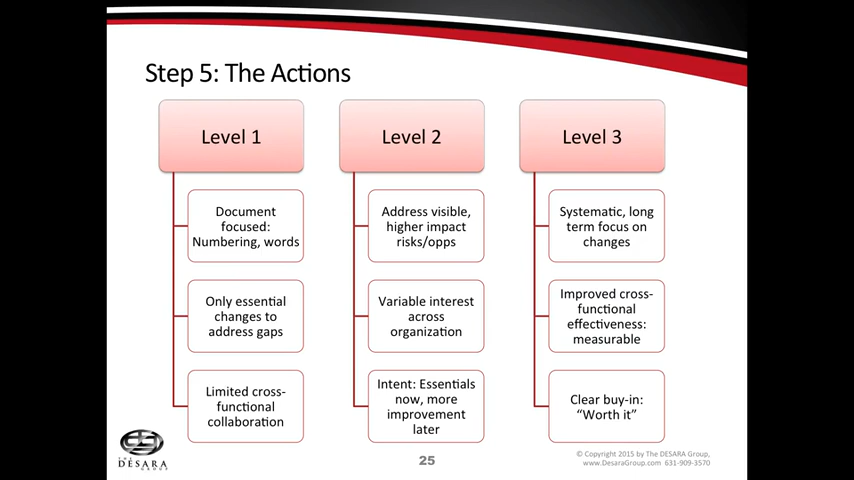 Step 5: The Actions
Level 1
Document
focused:
Numbering, words
Only essential
changes to
address gaps
Limited cross-
functional
collaboration
Level 2
Address visible,
higher impact
risks/opps
Variable interest
across
organization
Intent: Essentials
now, more
improvement
later
Level 3
Systematic, long
term focus on
changes
Improved cross-
functional
effectiveness:
measurable
Clear buy-in:
“Worth it”
THE
DÉSARA
GROUP
25
© Copyright 2015 by The DESARA Group,
www.DesaraGroup.com 631-909-3570